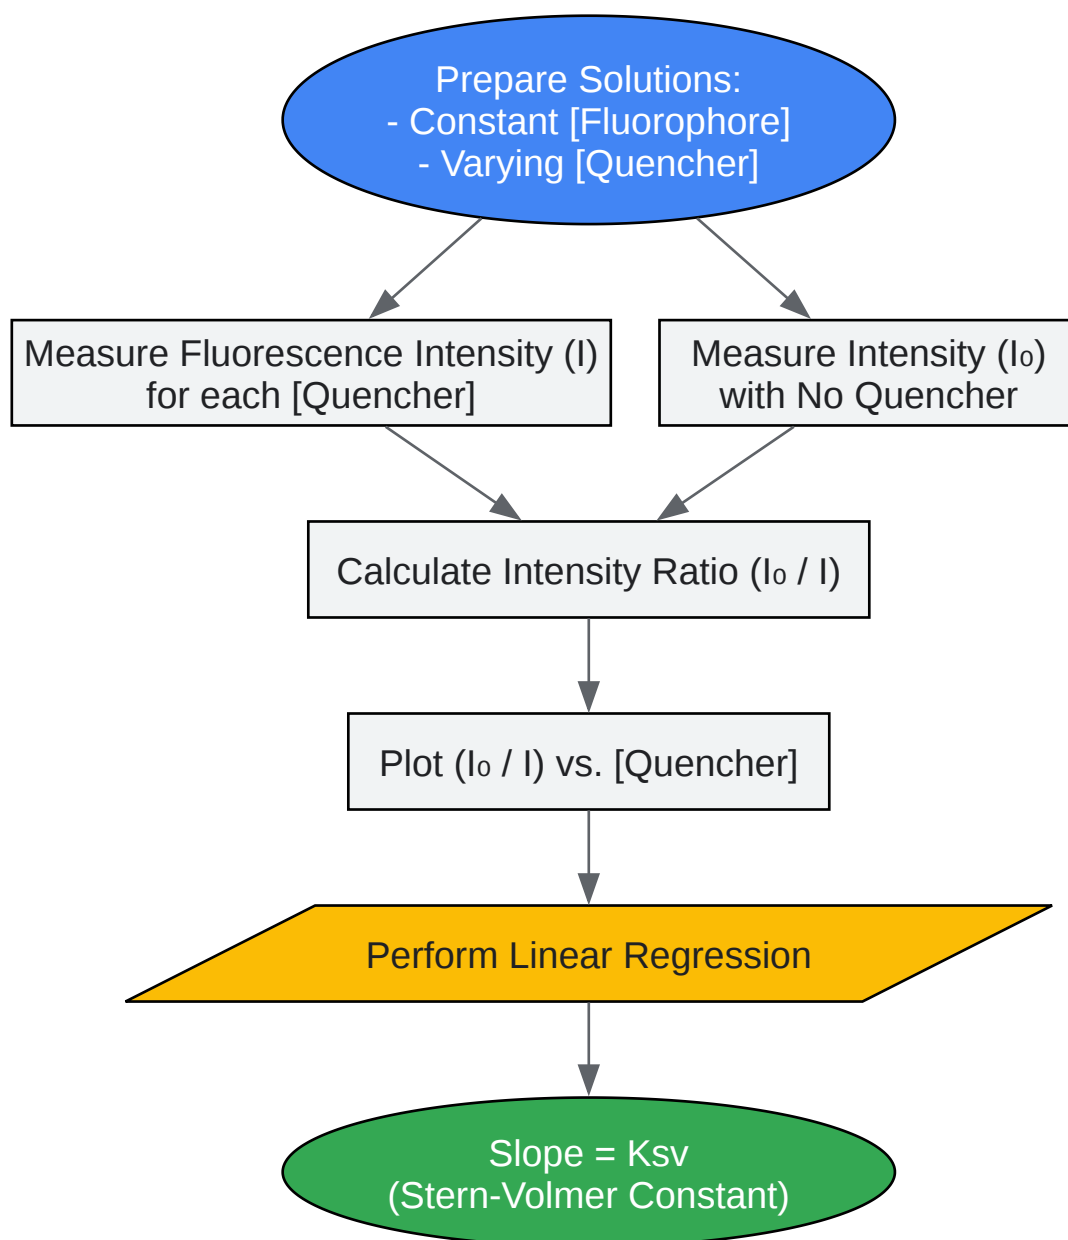 Prepare Solutions:
- Constant [Fluorophore]
- Varying [Quencher]
Measure Fluorescence Intensity (I)
for each [Quencher]
Measure Intensity (I₀)
with No Quencher
Calculate Intensity Ratio (I₀ / I)
Plot (I₀ / I) vs. [Quencher]
Perform Linear Regression
Slope = Ksv
(Stern-Volmer Constant)